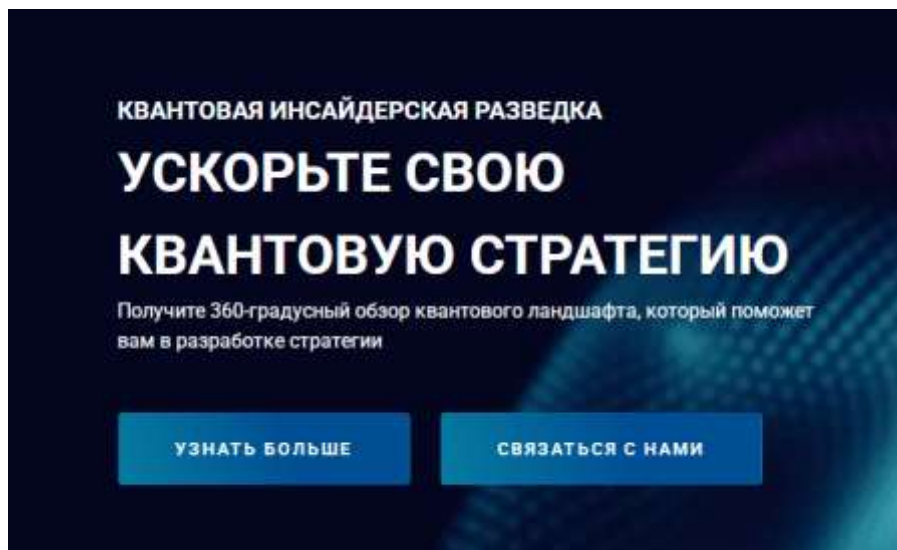 КВАНТОВАЯ ИНСАЙДЕРСКАЯ РАЗВЕДКА
УСКОРЬТЕ СВОЮ
КВАНТОВУЮ СТРАТЕГИЮ
Получите 360-градусный обзор квантового ландшафта, который поможет
вам в разработке стратегии
УЗНАТЬ БОЛЬШЕ
СВЯЗАТЬСЯ С НАМИ